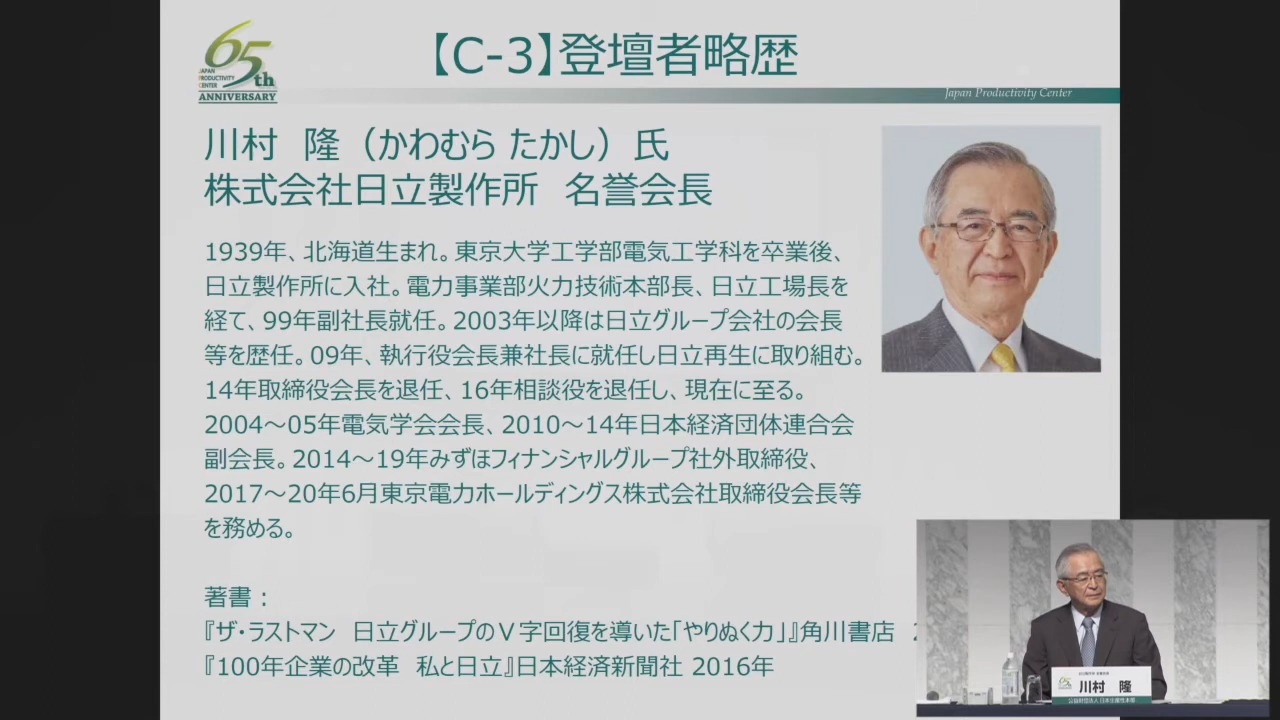 65th
JAPAN
PRODUCTIVITY
CENTER
ANNIVERSARY
【C-3】登壇者略歴
Japan Productivity Center
川村　隆（かわむら たかし）氏
株式会社日立製作所　名誉会長
1939年、北海道生まれ。東京大学工学部電気工学科を卒業後、
日立製作所に入社。電力事業部火力技術本部長、日立工場長を
経て、99年副社長就任。2003年以降は日立グループ会社の会長
等を歴任。09年、執行役会長兼社長に就任し日立再生に取り組む。
14年取締役会長を退任、16年相談役を退任し、現在に至る。
2004～05年電気学会会長、2010～14年日本経済団体連合会
副会長。2014～19年みずほフィナンシャルグループ社外取締役、
2017～20年6月東京電力ホールディングス株式会社取締役会長等
を務める。
著書：
『ザ・ラストマン　日立グループのＶ字回復を導いた「やりぬく力」』角川書店
『100年企業の改革　私と日立』日本経済新聞社 2016年
川村　隆
公益財団法人 日本生産性本部